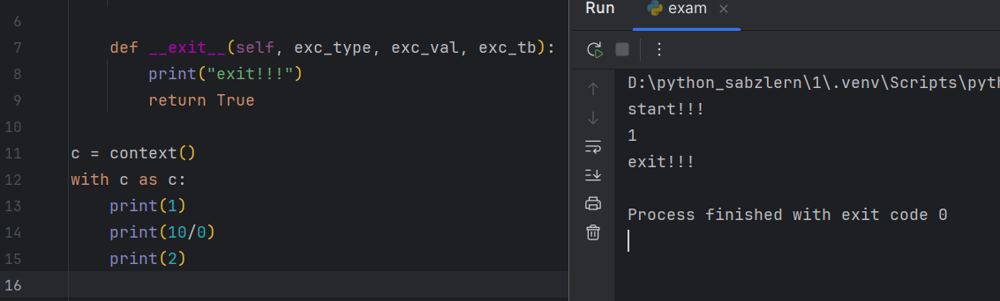 6
7 def __exit__(self, exc_type, exc_val, exc_tb):
8 print("exit!!!")
9 return True
10
11 c = context()
12 with c as c:
13 print(1)
14 print(10/0)
15 print(2)
16
Run exam
D:\python_sabzlern\1\.venv\Scripts\pyth
start!!!
1
exit!!!
Process finished with exit code 0